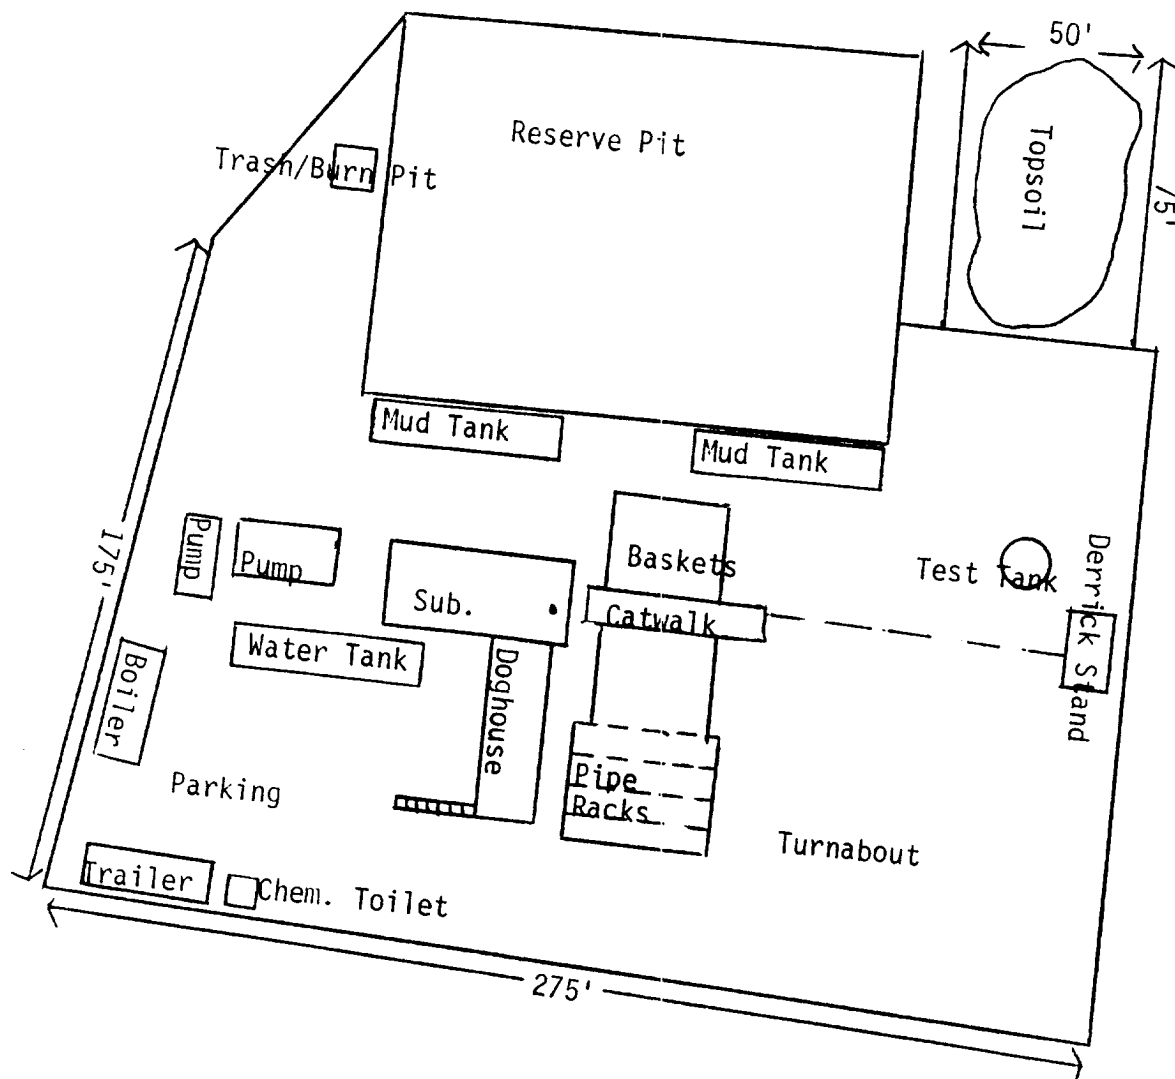 50'
Reserve Pit
Topsoil
75'
Trash/Burn Pit
Mud Tank
Mud Tank
175'
Pump
Pump
Baskets
Test Tank
Derrick Stand
Sub.
Catwalk
Water Tank
Doghouse
Boiler
Parking
Pipe
Racks
Turnabout
Trailer
Chem. Toilet
275'